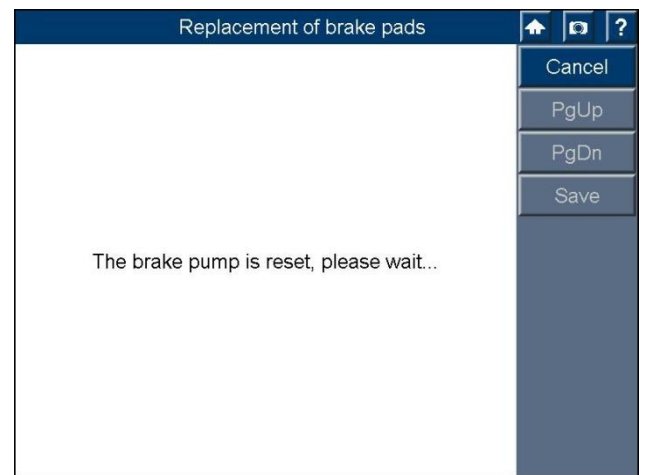 Replacement of brake pads
?
Cancel
PgUp
PgDn
Save
The brake pump is reset, please wait...